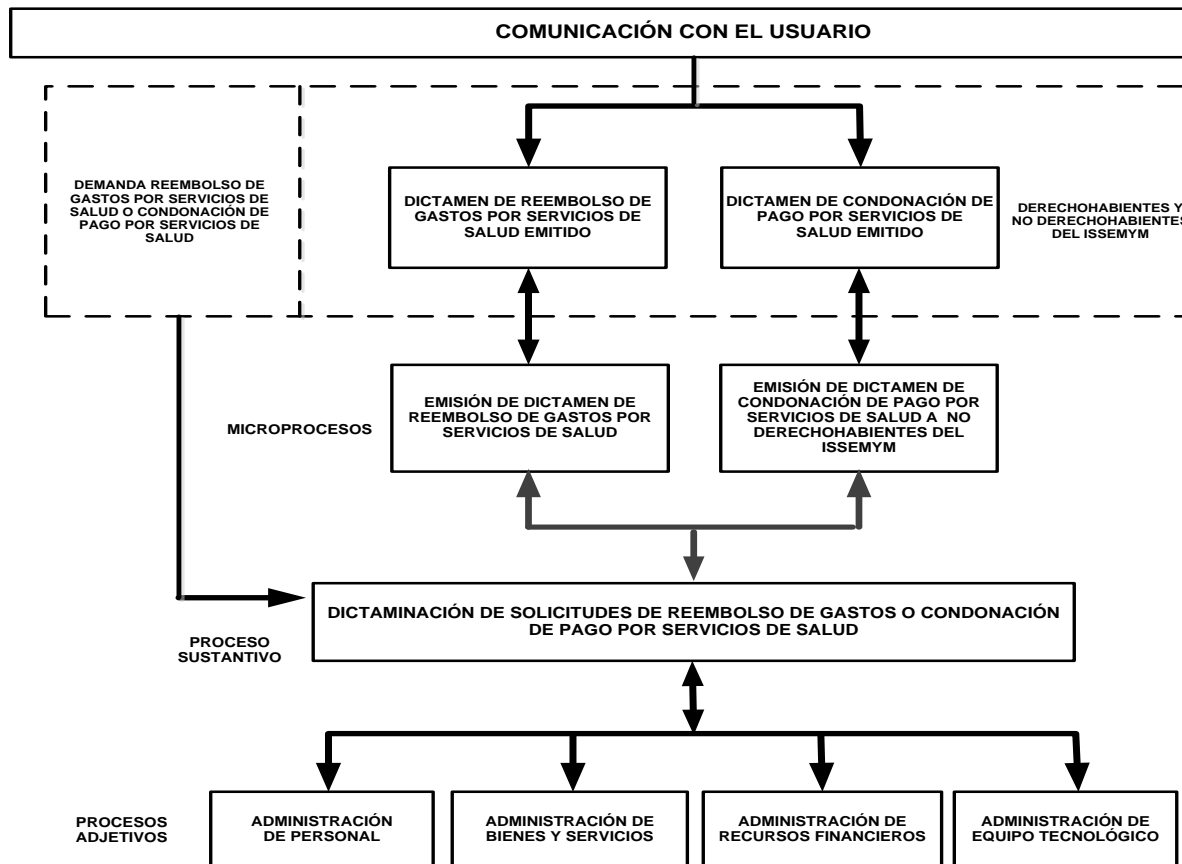 COMUNICACIÓN CON EL USUARIO
DEMANDA REEMBOLSO DE
GASTOS POR SERVICIOS DE
SALUD O CONDONACIÓN DE
PAGO POR SERVICIOS DE
SALUD
DICTAMEN DE REEMBOLSO DE
GASTOS POR SERVICIOS DE
SALUD EMITIDO
DICTAMEN DE CONDONACIÓN DE
PAGO POR SERVICIOS DE
SALUD EMITIDO
DERECHOHABIENTES Y
NO DERECHOHABIENTES
DEL ISSEMYM
MICROPROCESOS
EMISIÓN DE DICTAMEN DE
REEMBOLSO DE GASTOS POR
SERVICIOS DE SALUD
EMISIÓN DE DICTAMEN DE
CONDONACIÓN DE PAGO POR
SERVICIOS DE SALUD A NO
DERECHOHABIENTES DEL
ISSEMYM
PROCESO
SUSTANTIVO
DICTAMINACIÓN DE SOLICITUDES DE REEMBOLSO DE GASTOS O CONDONACIÓN
DE PAGO POR SERVICIOS DE SALUD
PROCESOS
ADJETIVOS
ADMINISTRACIÓN
DE PERSONAL
ADMINISTRACIÓN DE
BIENES Y SERVICIOS
ADMINISTRACIÓN DE
RECURSOS FINANCIEROS
ADMINISTRACIÓN DE
EQUIPO TECNOLÓGICO